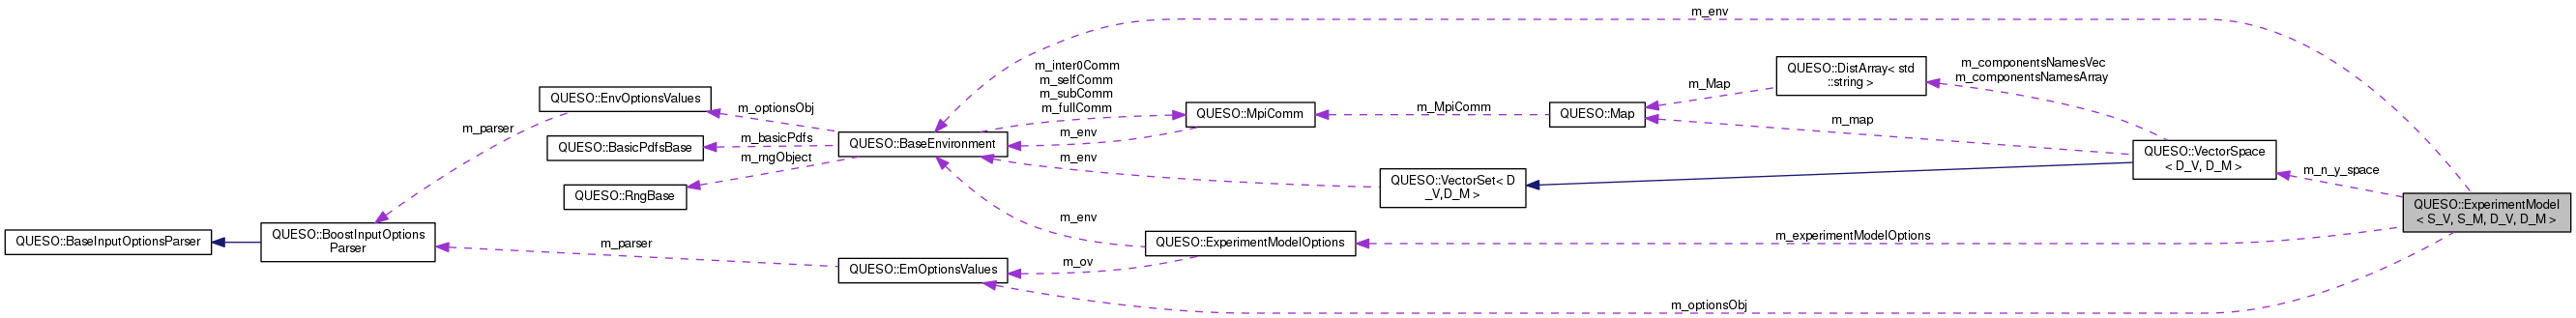 m_env
m_inter0Comm
m_selfComm
m_subComm
m_fullComm
m_componentsNamesVec
m_componentsNamesArray
QUESO::DistArray< std
::string >
m_Map
QUESO::EnvOptionsValues
m_optionsObj
QUESO::MpiComm
m_MpiComm
QUESO::Map
m_map
m_parser
m_basicPdfs
QUESO::BasicPdfsBase
QUESO::BaseEnvironment
m_env
m_rngObject
m_env
QUESO::VectorSpace
< D_V, D_M >
m_n_y_space
QUESO::RngBase
QUESO::VectorSet< D
_V,D_M >
QUESO::ExperimentModel
< S_V, S_M, D_V, D_M >
m_env
QUESO::BaseInputOptionsParser
QUESO::BoostInputOptions
Parser
m_parser
QUESO::ExperimentModelOptions
m_experimentModelOptions
m_ov
QUESO::EmOptionsValues
m_optionsObj